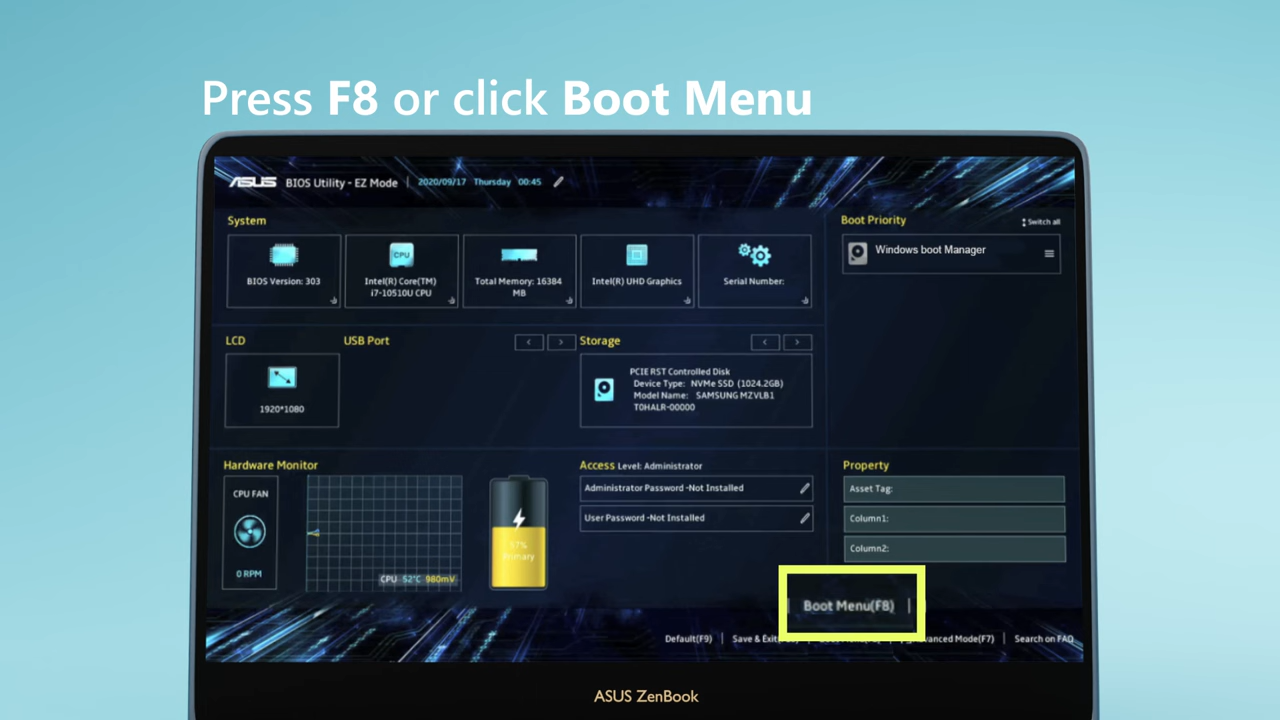 Press F8 or click Boot Menu
ASUS BIOS Utility - EZ Mode 2020/09/17 Thursday 00:45
System
BIOS Version: 303
CPU
Intel(R) Core(TM)
i7-10510U CPU
Total Memory: 16384
MB
Intel(R) UHD Graphics
Serial Number:
Boot Priority
Switch all
Windows boot Manager
LCD
1920*1080
USB Port
< >
Storage
< >
PCIE RST Controlled Disk
Device Type: NVMe SSD (1024.2GB)
Model Name: SAMSUNG MZVLB1
T0HALR-00000
Hardware Monitor
CPU FAN
0 RPM
CPU 52°C 980mV
57%
Primary
Access Level: Administrator
Administrator Password -Not Installed
User Password -Not Installed
Property
Asset Tag:
Column1:
Column2:
Boot Menu(F8)
Default(F9) | Save & Exit | Advanced Mode(F7) | Search on FAQ
ASUS ZenBook